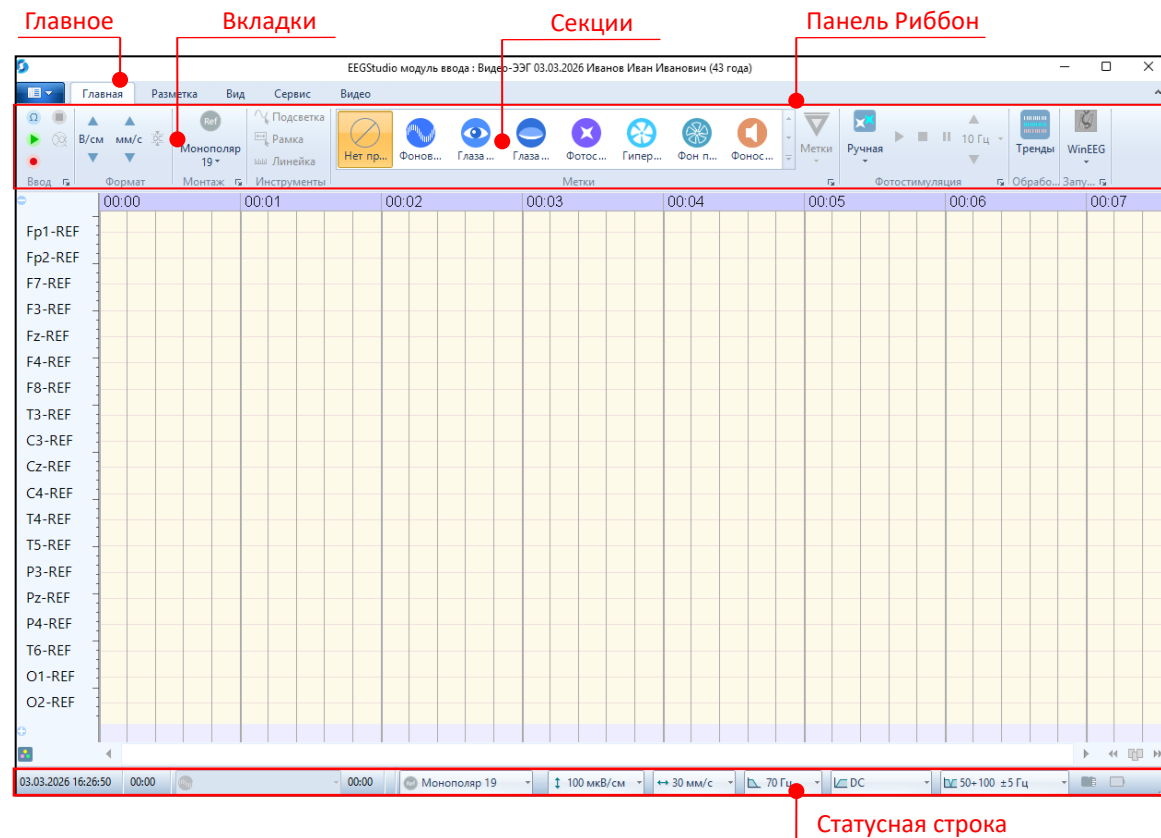 Главное Вкладки Секции Панель Риббон
EEGStudio модуль ввода : Видео-ЭЭГ 03.03.2026 Иванов Иван Иванович (43 года)
Главная Разметка Вид Сервис Видео
Ω В/см мм/с Ref Монополяр 19 Подсветка
Рамка
Линейка
Нет пр... Фонов... Глаза ... Глаза ... Фотос... Гипер... Фон п... Фонос... Метки Ручная 10 Гц Тренды WinEEG
Ввод Формат Монтаж Инструменты Метки Фотостимуляция Обрабо... Запу...
00:00 00:01 00:02 00:03 00:04 00:05 00:06 00:07
Fp1-REF
Fp2-REF
F7-REF
F3-REF
Fz-REF
F4-REF
F8-REF
T3-REF
C3-REF
Cz-REF
C4-REF
T4-REF
T5-REF
P3-REF
Pz-REF
P4-REF
T6-REF
O1-REF
O2-REF
03.03.2026 16:26:50 00:00 00:00 Монополяр 19 100 мкВ/см 30 мм/с 70 Гц DC 50+100 ±5 Гц
Статусная строка